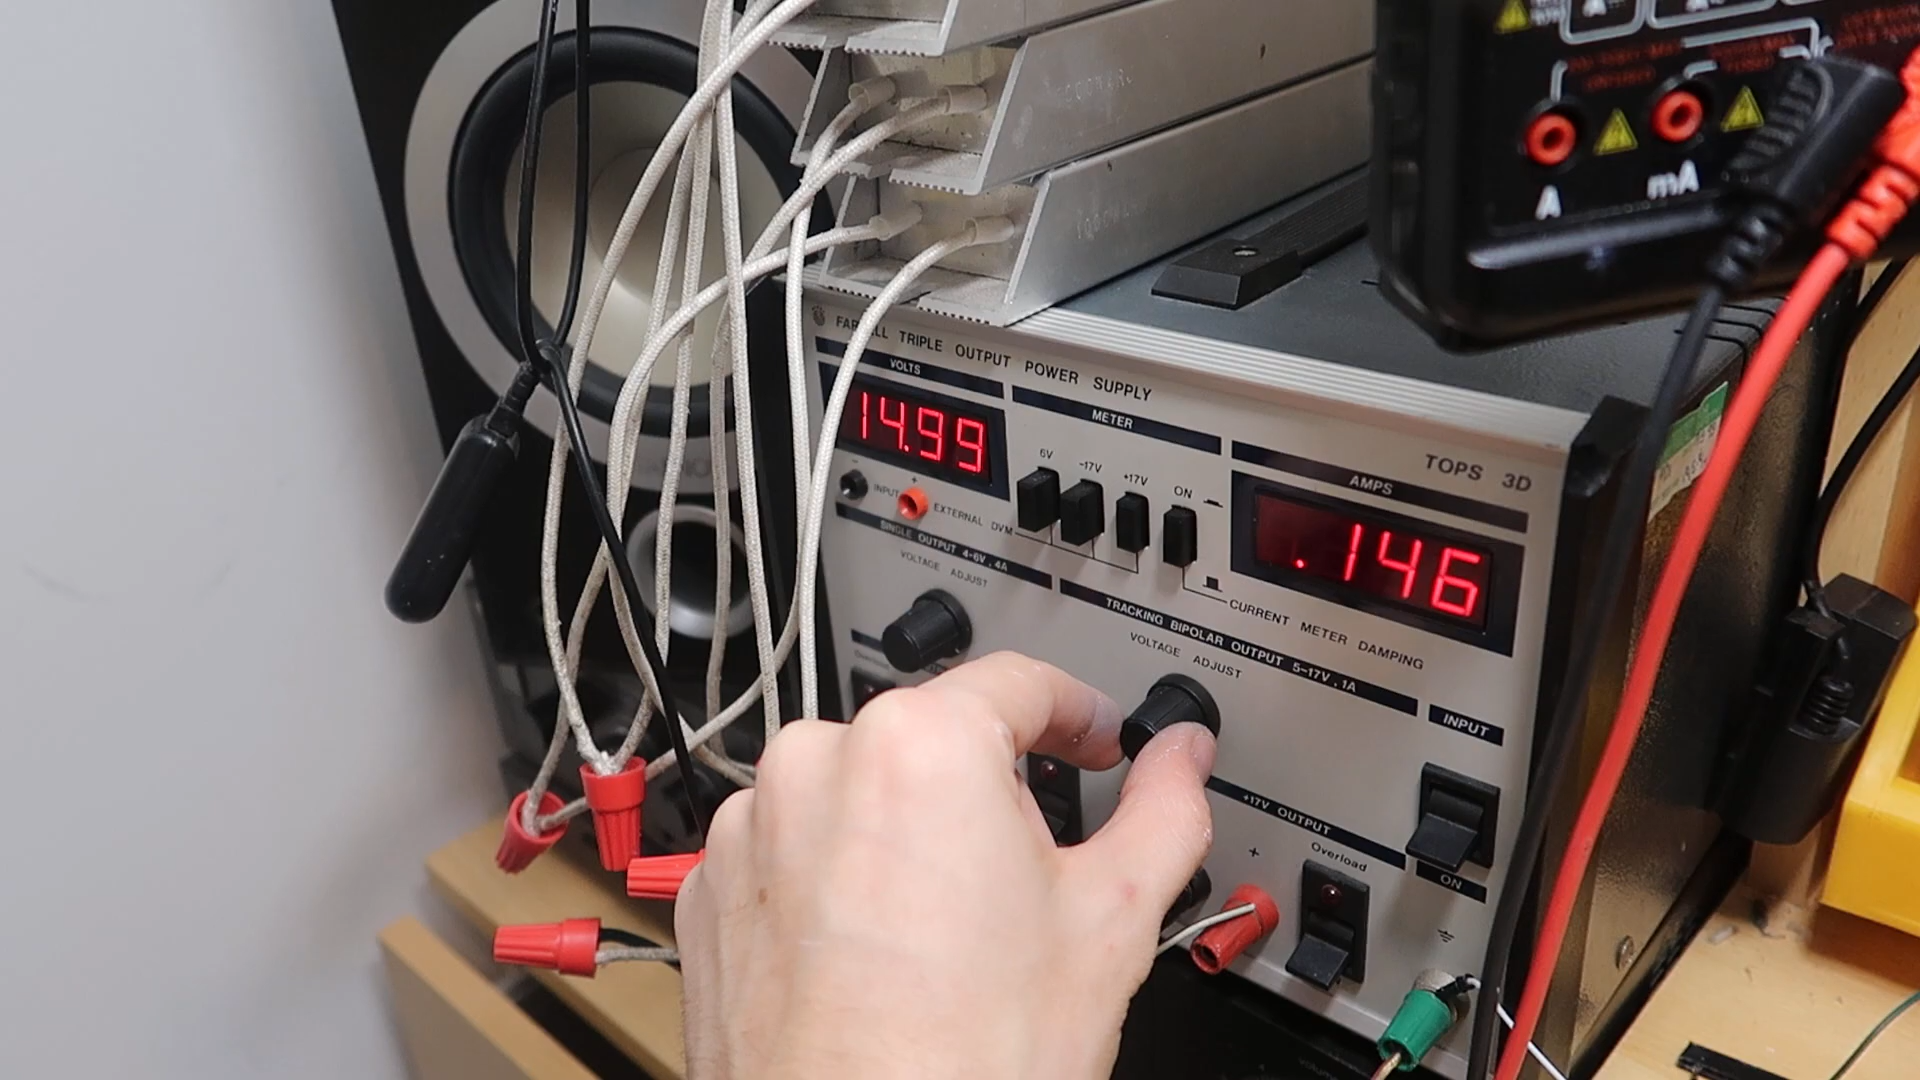 A
mA
FARNELL TRIPLE OUTPUT POWER SUPPLY
VOLTS
14.99
METER
TOPS 3D
AMPS
.146
6V
-17V
+17V
ON
-
+
INPUT
EXTERNAL DVM
SINGLE OUTPUT 4-6V . 4A
VOLTAGE ADJUST
CURRENT METER DAMPING
TRACKING BIPOLAR OUTPUT 5-17V . 1A
VOLTAGE ADJUST
INPUT
Overload
+17V OUTPUT
+
Overload
ON